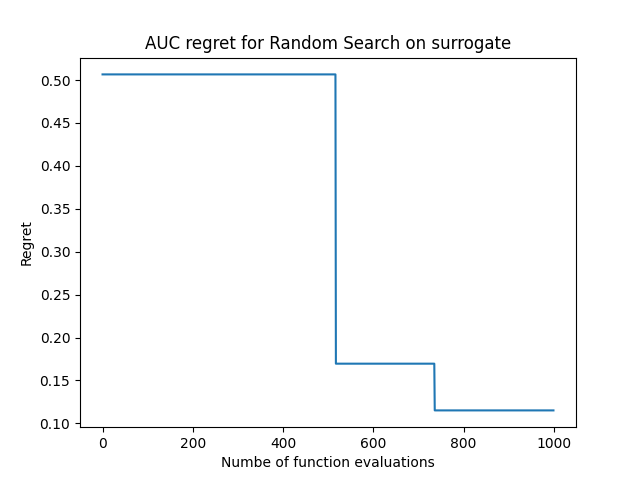 AUC regret for Random Search on surrogate
0.50
0.45
0.40
0.35
0.30
0.25
0.20
0.15
0.10
Regret
0 200 400 600 800 1000
Numbe of function evaluations